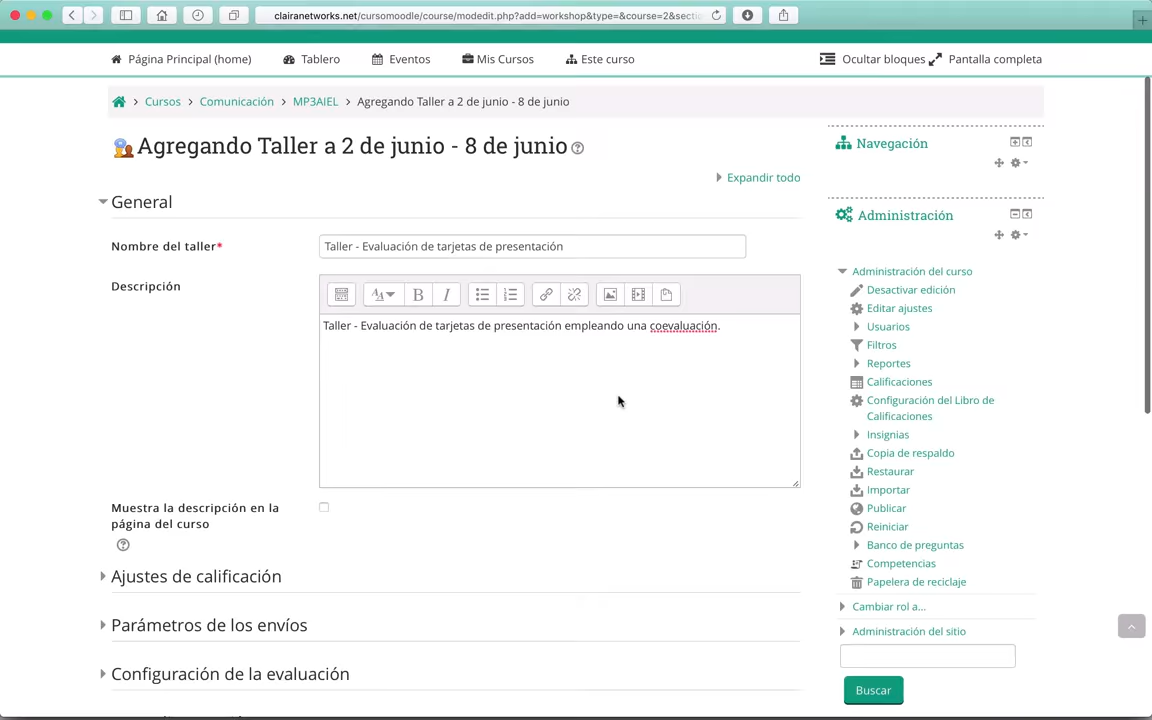 clairanetworks.net/cursomoodle/course/modedit.php?add=workshop&type=&course=2&secti
Página Principal (home) Tablero Eventos Mis Cursos Este curso Ocultar bloques Pantalla completa
Cursos Comunicación MP3AIEL Agregando Taller a 2 de junio - 8 de junio
Agregando Taller a 2 de junio - 8 de junio
Expandir todo
General
Nombre del taller*
Taller - Evaluación de tarjetas de presentación
Descripción
Taller - Evaluación de tarjetas de presentación empleando una coevaluación.
Muestra la descripción en la
página del curso
Ajustes de calificación
Parámetros de los envíos
Configuración de la evaluación
Navegación
Administración
Administración del curso
Desactivar edición
Editar ajustes
Usuarios
Filtros
Reportes
Calificaciones
Configuración del Libro de
Calificaciones
Insignias
Copia de respaldo
Restaurar
Importar
Publicar
Reiniciar
Banco de preguntas
Competencias
Papelera de reciclaje
Cambiar rol a...
Administración del sitio
Buscar